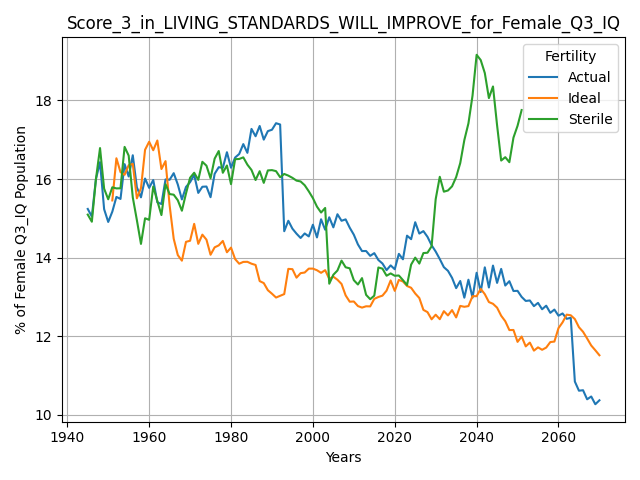 Score_3_in_LIVING_STANDARDS_WILL_IMPROVE_for_Female_Q3_IQ
% of Female Q3_IQ Population
18
16
14
12
10
Fertility
Actual
Ideal
Sterile
1940 1960 1980 2000 2020 2040 2060
Years